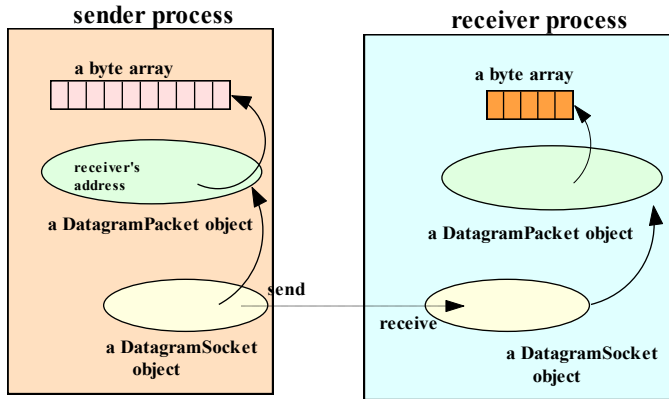 sender process
a byte array
receiver's
address
a DatagramPacket object
send
a DatagramSocket
object
receiver process
a byte array
a DatagramPacket object
receive
a DatagramSocket
object